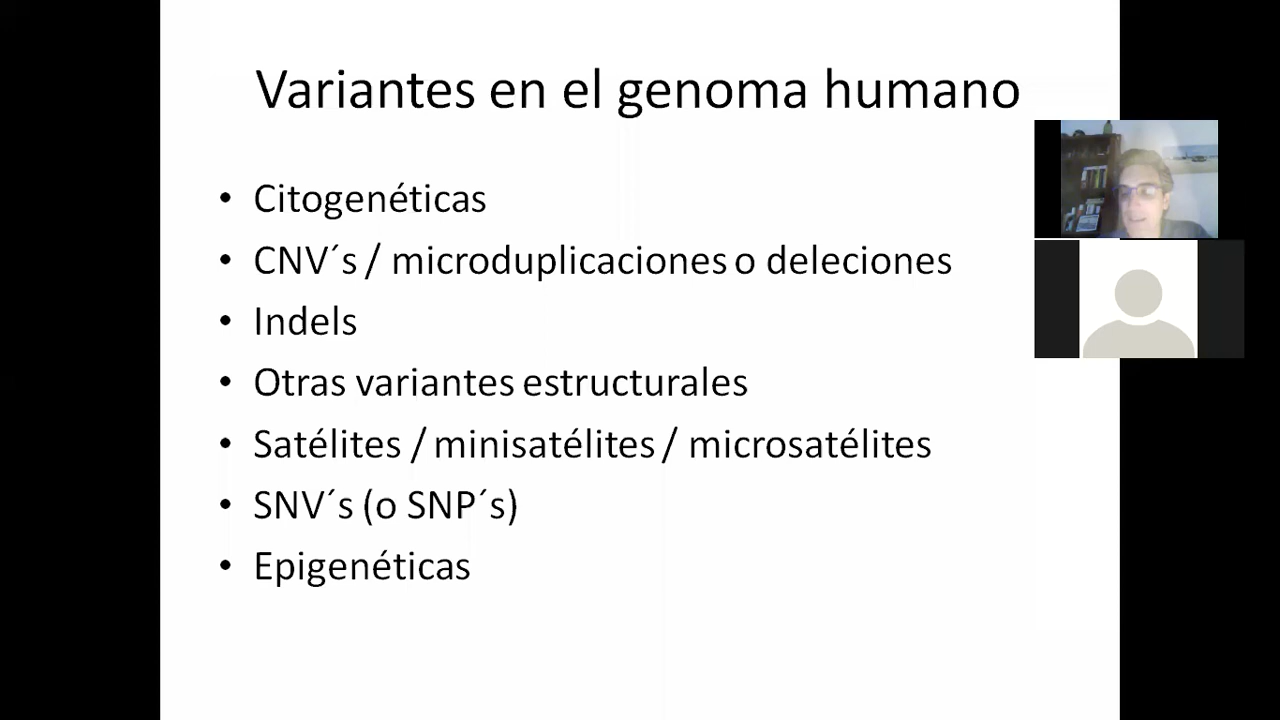 Variantes en el genoma humano
• Citogenéticas
• CNV´s / microduplicaciones o deleciones
• Indels
• Otras variantes estructurales
• Satélites / minisatélites / microsatélites
• SNV´s (o SNP´s)
• Epigenéticas